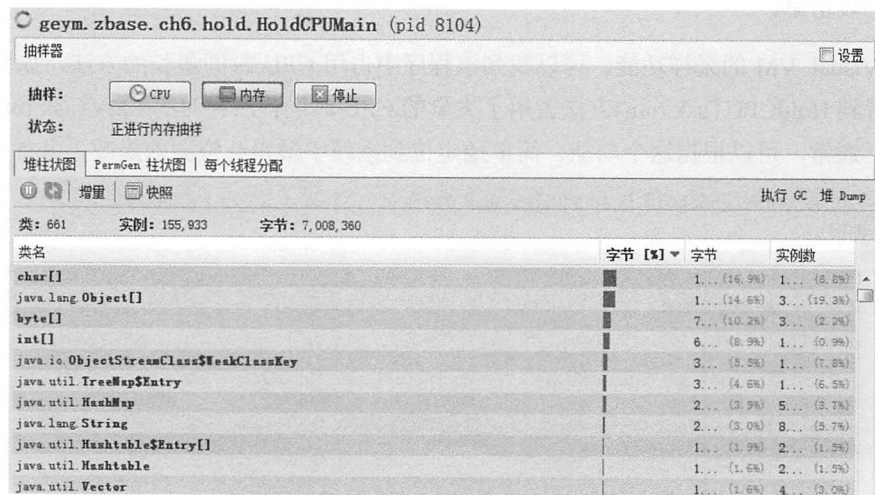 geym.zbase.ch6.hold.HoldCPUMain (pid 8104)
抽样器
设置
抽样: CPU 内存 停止
状态: 正进行内存抽样
堆柱状图 PermGen 柱状图 每个线程分配
增量 快照 执行 GC 堆 Dump
类: 661 实例: 155,933 字节: 7,008,360
类名 字节 [%] 字节 实例数
char[] 1... (16.9%) 1... (8.8%)
java.lang.Object[] 1... (14.6%) 3... (19.3%)
byte[] 7... (10.2%) 3... (2.2%)
int[] 6... (8.9%) 1... (0.9%)
java.io.ObjectStreamClass$WeakClassKey 3... (5.5%) 1... (7.8%)
java.util.TreeMap$Entry 3... (4.6%) 1... (6.5%)
java.util.HashMap 2... (3.9%) 5... (3.7%)
java.lang.String 2... (3.0%) 8... (5.7%)
java.util.Hashtable$Entry[] 1... (1.9%) 2... (1.5%)
java.util.Hashtable 1... (1.6%) 2... (1.5%)
java.util.Vector 1... (1.6%) 4... (3.0%)